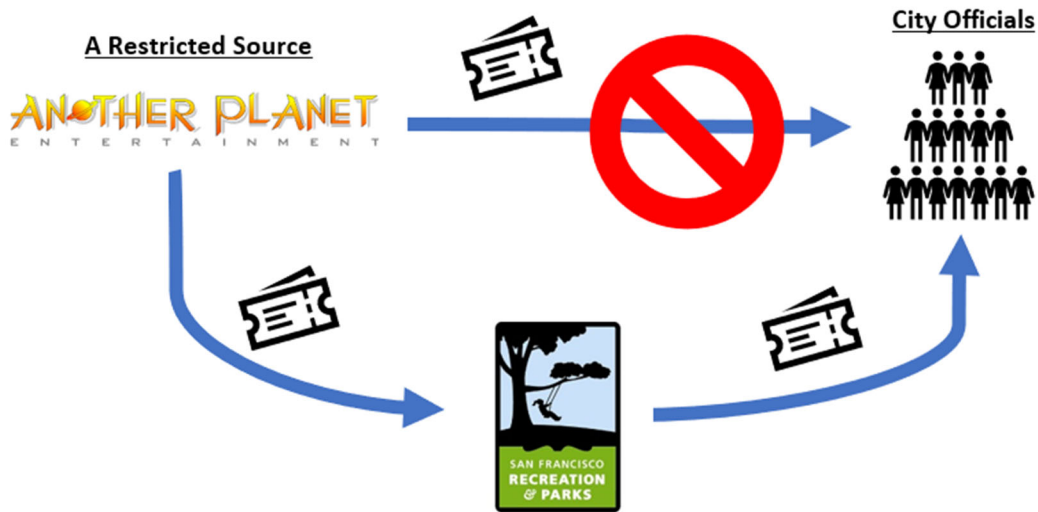 A Restricted Source
City Officials
ANOTHER PLANET
ENTERTAINMENT
SAN FRANCISCO
RECREATION
& PARKS